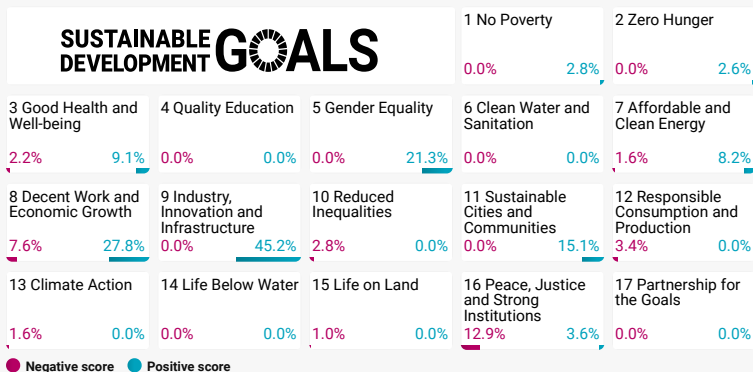 SUSTAINABLE
DEVELOPMENT
GOALS
1 No Poverty
0.0% 2.8%
2 Zero Hunger
0.0% 2.6%
3 Good Health and
Well-being
2.2% 9.1%
4 Quality Education
0.0% 0.0%
5 Gender Equality
0.0% 21.3%
6 Clean Water and
Sanitation
0.0% 0.0%
7 Affordable and
Clean Energy
1.6% 8.2%
8 Decent Work and
Economic Growth
7.6% 27.8%
9 Industry,
Innovation and
Infrastructure
0.0% 45.2%
10 Reduced
Inequalities
2.8% 0.0%
11 Sustainable
Cities and
Communities
0.0% 15.1%
12 Responsible
Consumption and
Production
3.4% 0.0%
13 Climate Action
1.6% 0.0%
14 Life Below Water
0.0% 0.0%
15 Life on Land
1.0% 0.0%
16 Peace, Justice
and Strong
Institutions
12.9% 3.6%
17 Partnership for
the Goals
0.0% 0.0%
Negative score Positive score